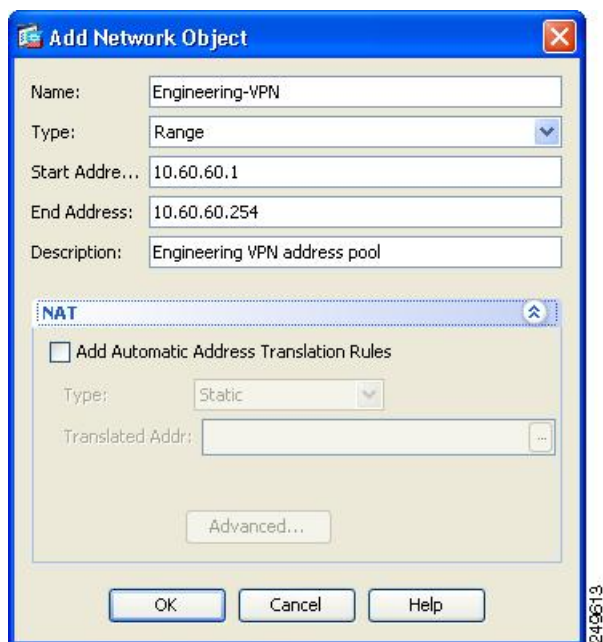 Add Network Object
Name: Engineering-VPN
Type: Range
Start Addre... 10.60.60.1
End Address: 10.60.60.254
Description: Engineering VPN address pool
NAT
Add Automatic Address Translation Rules
Type: Static
Translated Addr: ...
Advanced...
OK Cancel Help
249613